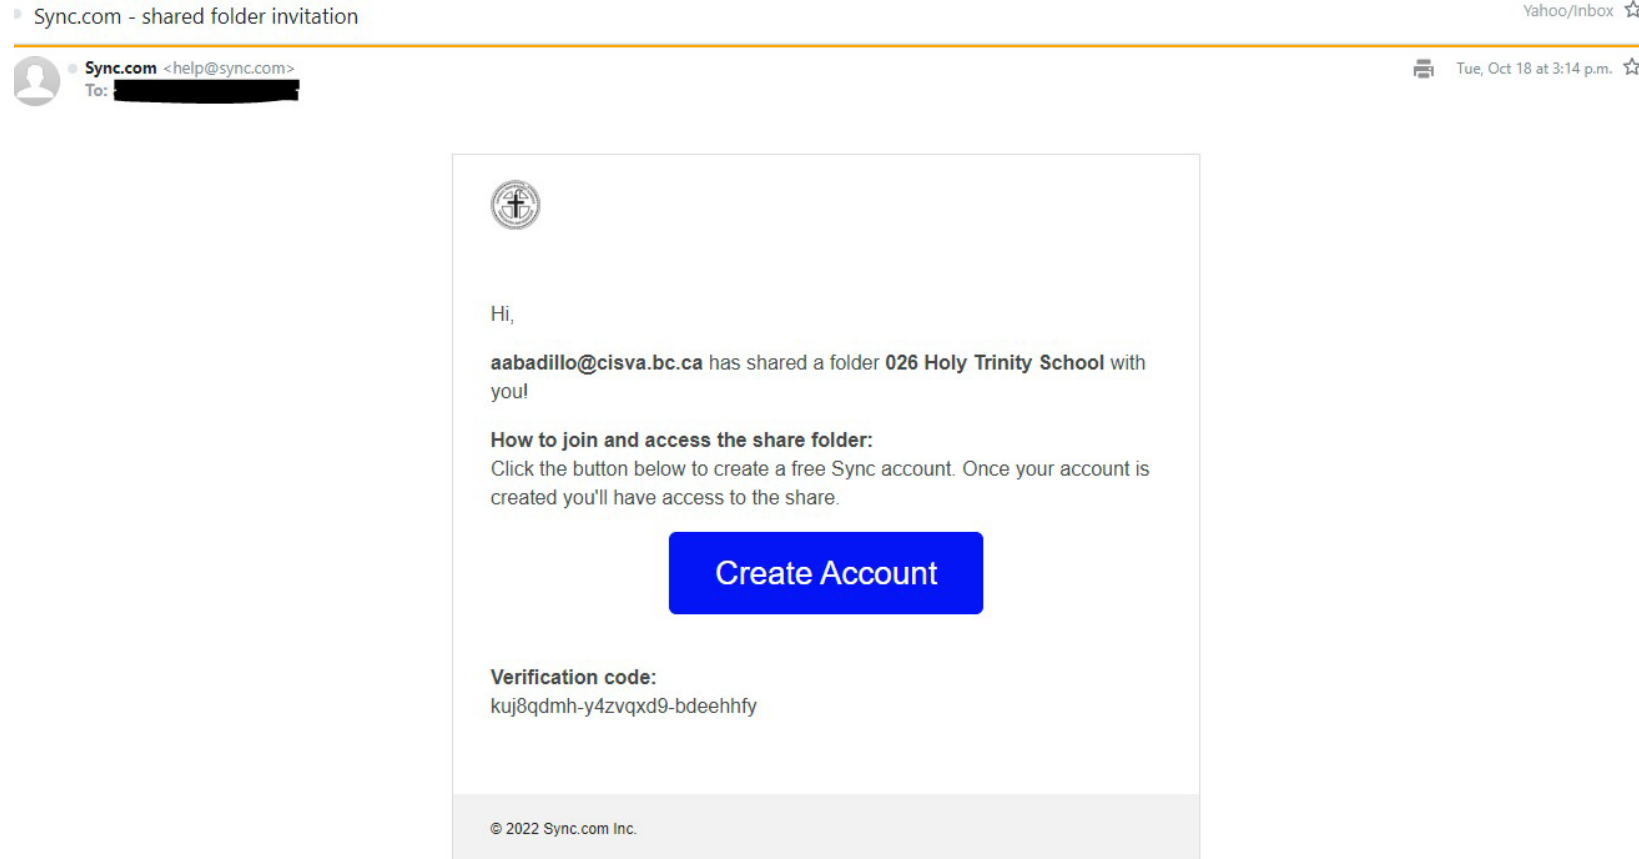 Sync.com - shared folder invitation
Yahoo/Inbox
Sync.com <help@sync.com>
Tue, Oct 18 at 3:14 p.m.
To:
Hi,
aabadillo@cisva.bc.ca has shared a folder 026 Holy Trinity School with
you!
How to join and access the share folder:
Click the button below to create a free Sync account. Once your account is
created you'll have access to the share.
Create Account
Verification code:
kuj8qdmh-y4zvqxd9-bdeehhfy
© 2022 Sync.com Inc.